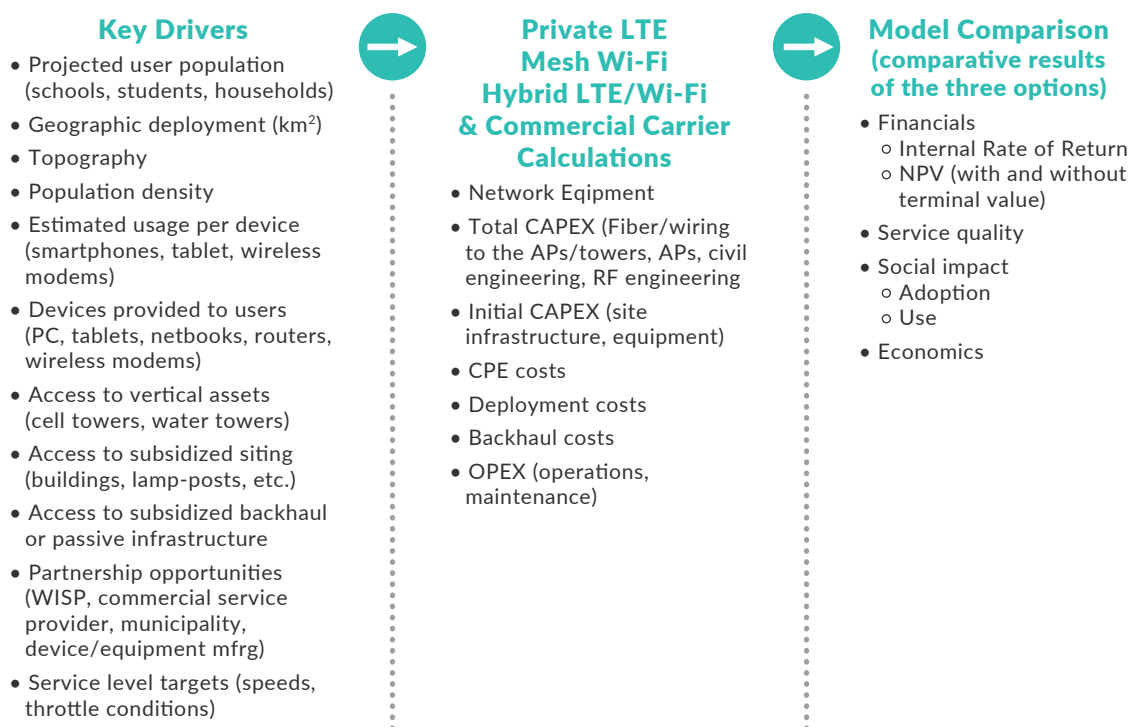 Key Drivers
• Projected user population
(schools, students, households)
• Geographic deployment (km²)
• Topography
• Population density
• Estimated usage per device
(smartphones, tablet, wireless
modems)
• Devices provided to users
(PC, tablets, netbooks, routers,
wireless modems)
• Access to vertical assets
(cell towers, water towers)
• Access to subsidized siting
(buildings, lamp-posts, etc.)
• Access to subsidized backhaul
or passive infrastructure
• Partnership opportunities
(WISP, commercial service
provider, municipality,
device/equipment mfrg)
• Service level targets (speeds,
throttle conditions)
Private LTE
Mesh Wi-Fi
Hybrid LTE/Wi-Fi
& Commercial Carrier
Calculations
• Network Eqipment
• Total CAPEX (Fiber/wiring
to the APs/towers, APs, civil
engineering, RF engineering
• Initial CAPEX (site
infrastructure, equipment)
• CPE costs
• Deployment costs
• Backhaul costs
• OPEX (operations,
maintenance)
Model Comparison
(comparative results
of the three options)
• Financials
○ Internal Rate of Return
○ NPV (with and without
terminal value)
• Service quality
• Social impact
○ Adoption
○ Use
• Economics